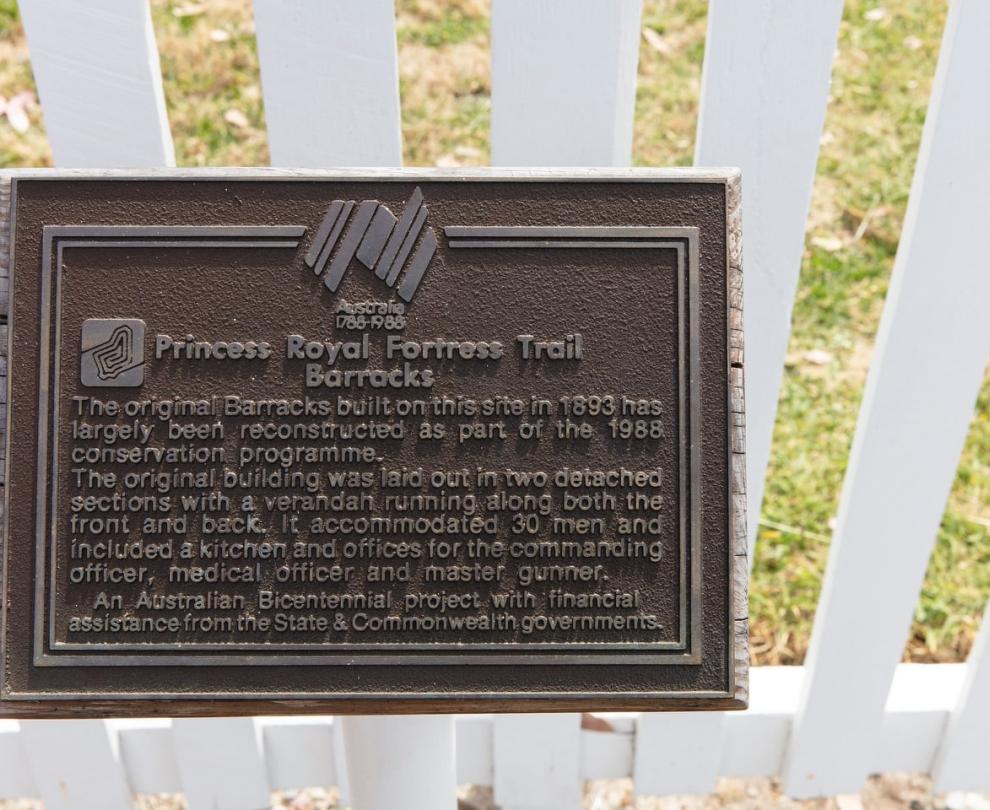 Australia
1788-1988
Princess Royal Fortress Trail
Barracks
The original Barracks built on this site in 1893 has
largely been reconstructed as part of the 1988
conservation programme.
The original building was laid out in two detached
sections with a verandah running along both the
front and back. It accommodated 30 men and
included a kitchen and offices for the commanding
officer, medical officer and master gunner.
An Australian Bicentennial project with financial
assistance from the State & Commonwealth governments.